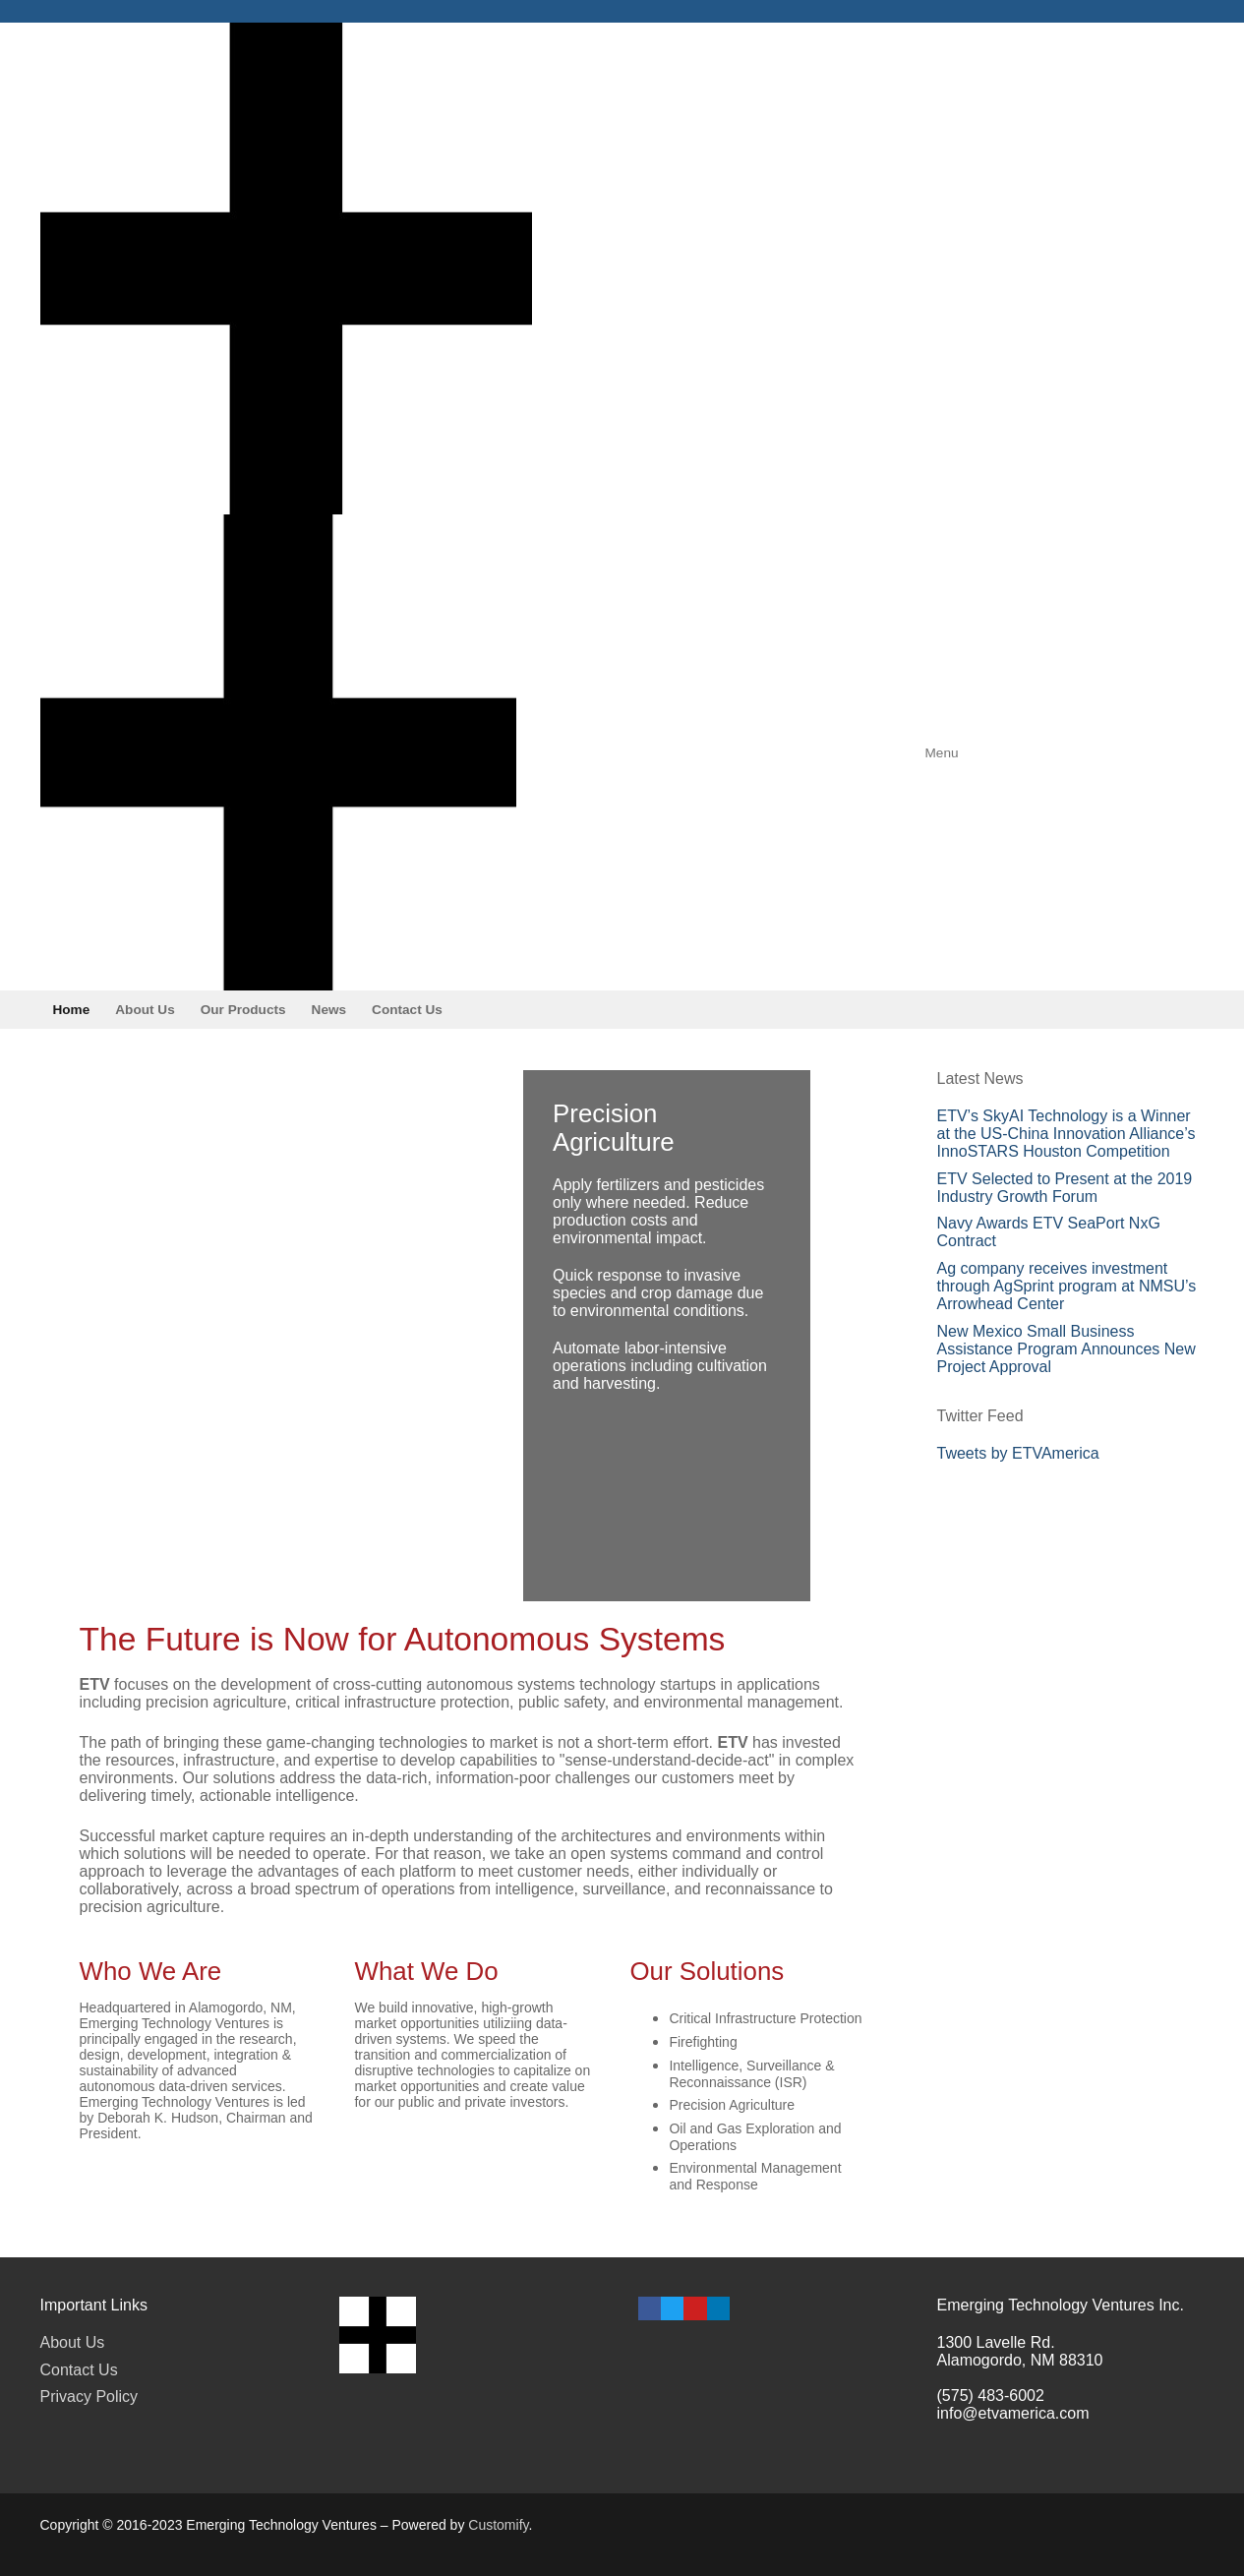 Menu
Home About Us Our Products News Contact Us
Precision
Agriculture
Apply fertilizers and pesticides
only where needed. Reduce
production costs and
environmental impact.
Quick response to invasive
species and crop damage due
to environmental conditions.
Automate labor-intensive
operations including cultivation
and harvesting.
Latest News
ETV’s SkyAI Technology is a Winner
at the US-China Innovation Alliance’s
InnoSTARS Houston Competition
ETV Selected to Present at the 2019
Industry Growth Forum
Navy Awards ETV SeaPort NxG
Contract
Ag company receives investment
through AgSprint program at NMSU’s
Arrowhead Center
New Mexico Small Business
Assistance Program Announces New
Project Approval
Twitter Feed
Tweets by ETVAmerica
The Future is Now for Autonomous Systems
ETV focuses on the development of cross-cutting autonomous systems technology startups in applications
including precision agriculture, critical infrastructure protection, public safety, and environmental management.
The path of bringing these game-changing technologies to market is not a short-term effort. ETV has invested
the resources, infrastructure, and expertise to develop capabilities to "sense-understand-decide-act" in complex
environments. Our solutions address the data-rich, information-poor challenges our customers meet by
delivering timely, actionable intelligence.
Successful market capture requires an in-depth understanding of the architectures and environments within
which solutions will be needed to operate. For that reason, we take an open systems command and control
approach to leverage the advantages of each platform to meet customer needs, either individually or
collaboratively, across a broad spectrum of operations from intelligence, surveillance, and reconnaissance to
precision agriculture.
Who We Are
Headquartered in Alamogordo, NM,
Emerging Technology Ventures is
principally engaged in the research,
design, development, integration &
sustainability of advanced
autonomous data-driven services.
Emerging Technology Ventures is led
by Deborah K. Hudson, Chairman and
President.
What We Do
We build innovative, high-growth
market opportunities utiliziing data-
driven systems. We speed the
transition and commercialization of
disruptive technologies to capitalize on
market opportunities and create value
for our public and private investors.
Our Solutions
Critical Infrastructure Protection
Firefighting
Intelligence, Surveillance &
Reconnaissance (ISR)
Precision Agriculture
Oil and Gas Exploration and
Operations
Environmental Management
and Response
Important Links
About Us
Contact Us
Privacy Policy
Emerging Technology Ventures Inc.
1300 Lavelle Rd.
Alamogordo, NM 88310
(575) 483-6002
info@etvamerica.com
Copyright © 2016-2023 Emerging Technology Ventures – Powered by Customify.